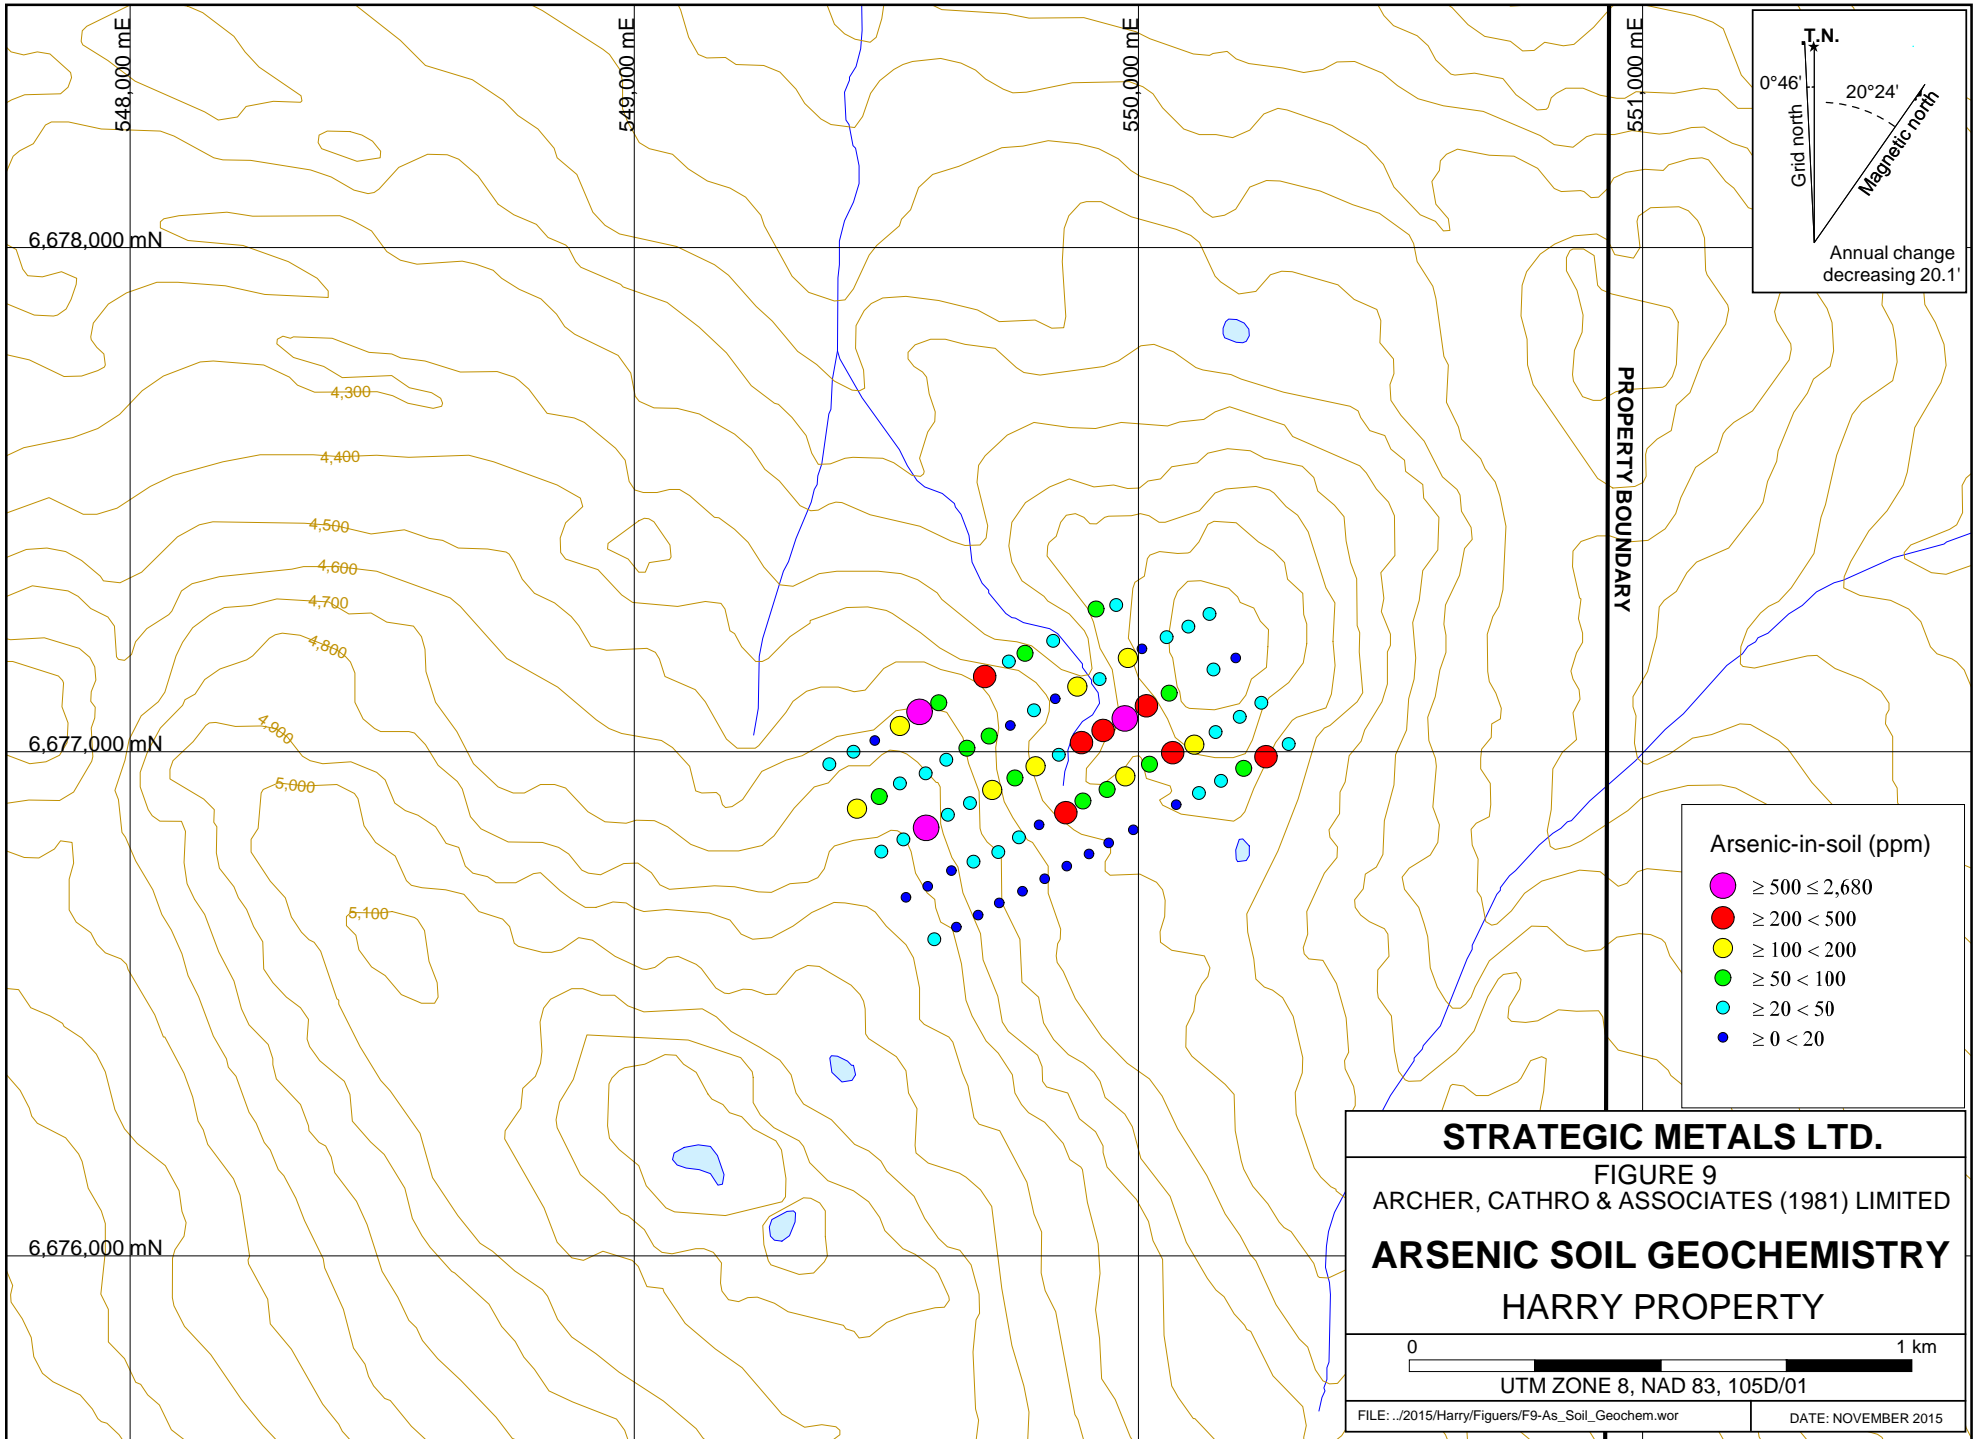 548,000 mE
549,000 mE
550,000 mE
551,000 mE
.T.N.
0°46'
20°24'
Grid north
Magnetic north
Annual change
decreasing 20.1'
6,678,000 mN
4,300
4,400
4,500
4,600
4,700
4,800
4,900
5,000
5,100
PROPERTY BOUNDARY
6,677,000 mN
6,676,000 mN
Arsenic-in-soil (ppm)
≥ 500 ≤ 2,680
≥ 200 < 500
≥ 100 < 200
≥ 50 < 100
≥ 20 < 50
≥ 0 < 20
STRATEGIC METALS LTD.
FIGURE 9
ARCHER, CATHRO & ASSOCIATES (1981) LIMITED
ARSENIC SOIL GEOCHEMISTRY
HARRY PROPERTY
0 1 km
UTM ZONE 8, NAD 83, 105D/01
FILE: ../2015/Harry/Figuers/F9-As_Soil_Geochem.wor
DATE: NOVEMBER 2015